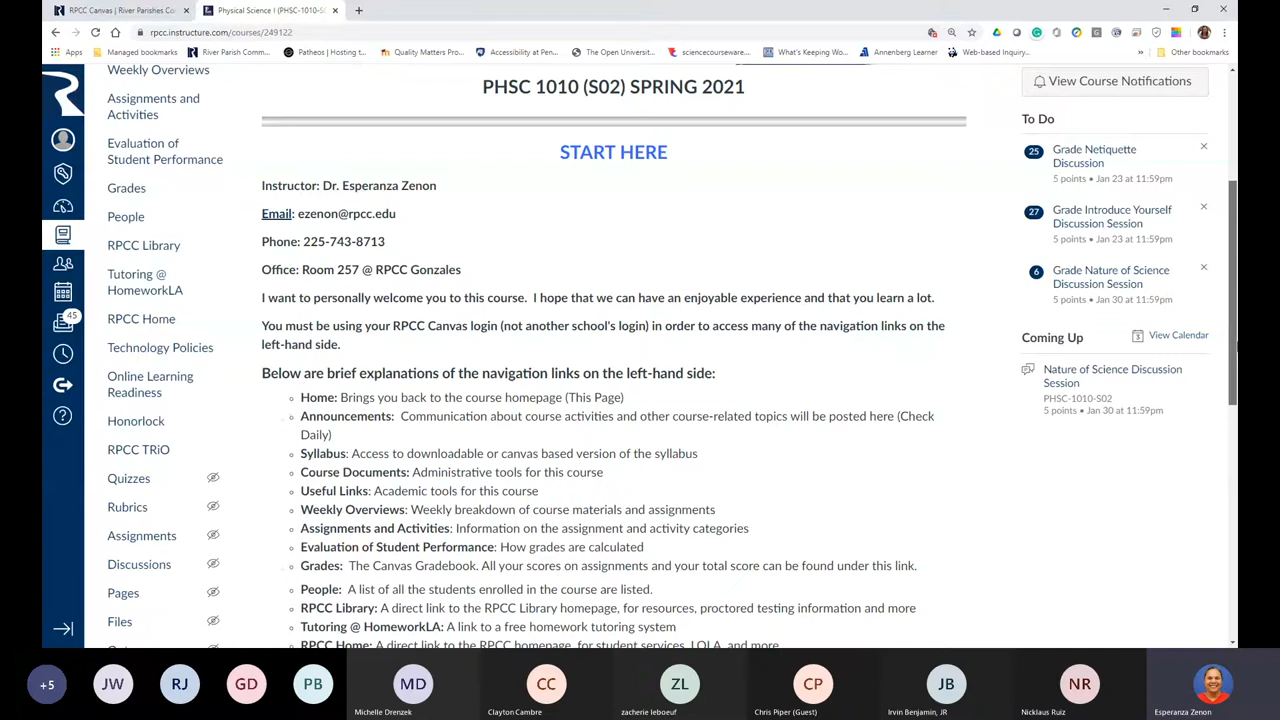 RPCC Canvas | River Parishes Co
Physical Science I (PHSC-1010-S0
rpcc.instructure.com/courses/249122
Apps
Managed bookmarks
River Parish Comm...
Patheos | Hosting t...
Quality Matters Pro...
Accessibility at Pen...
The Open Universit...
sciencecourseware...
What's Keeping Wo...
Annenberg Learner
Web-based Inquiry...
»
Other bookmarks
45
Weekly Overviews
Assignments and
Activities
Evaluation of
Student Performance
Grades
People
RPCC Library
Tutoring @
HomeworkLA
RPCC Home
Technology Policies
Online Learning
Readiness
Honorlock
RPCC TRiO
Quizzes
Rubrics
Assignments
Discussions
Pages
Files
PHSC 1010 (S02) SPRING 2021
START HERE
Instructor: Dr. Esperanza Zenon
Email: ezenon@rpcc.edu
Phone: 225-743-8713
Office: Room 257 @ RPCC Gonzales
I want to personally welcome you to this course. I hope that we can have an enjoyable experience and that you learn a lot.
You must be using your RPCC Canvas login (not another school's login) in order to access many of the navigation links on the
left-hand side.
Below are brief explanations of the navigation links on the left-hand side:
Home: Brings you back to the course homepage (This Page)
Announcements: Communication about course activities and other course-related topics will be posted here (Check
Daily)
Syllabus: Access to downloadable or canvas based version of the syllabus
Course Documents: Administrative tools for this course
Useful Links: Academic tools for this course
Weekly Overviews: Weekly breakdown of course materials and assignments
Assignments and Activities: Information on the assignment and activity categories
Evaluation of Student Performance: How grades are calculated
Grades: The Canvas Gradebook. All your scores on assignments and your total score can be found under this link.
People: A list of all the students enrolled in the course are listed.
RPCC Library: A direct link to the RPCC Library homepage, for resources, proctored testing information and more
Tutoring @ HomeworkLA: A link to a free homework tutoring system
RPCC Home: A direct link to the RPCC homepage, for student services, LOLA, and more
View Course Notifications
To Do
25
Grade Netiquette
Discussion
5 points • Jan 23 at 11:59pm
27
Grade Introduce Yourself
Discussion Session
5 points • Jan 23 at 11:59pm
6
Grade Nature of Science
Discussion Session
5 points • Jan 30 at 11:59pm
Coming Up
View Calendar
Nature of Science Discussion
Session
PHSC-1010-S02
5 points • Jan 30 at 11:59pm
+5
JW
RJ
GD
PB
MD
Michelle Drenzek
CC
Clayton Cambre
ZL
zacherie leboeuf
CP
Chris Piper (Guest)
JB
Irvin Benjamin, JR
NR
Nicklaus Ruiz
Esperanza Zenon